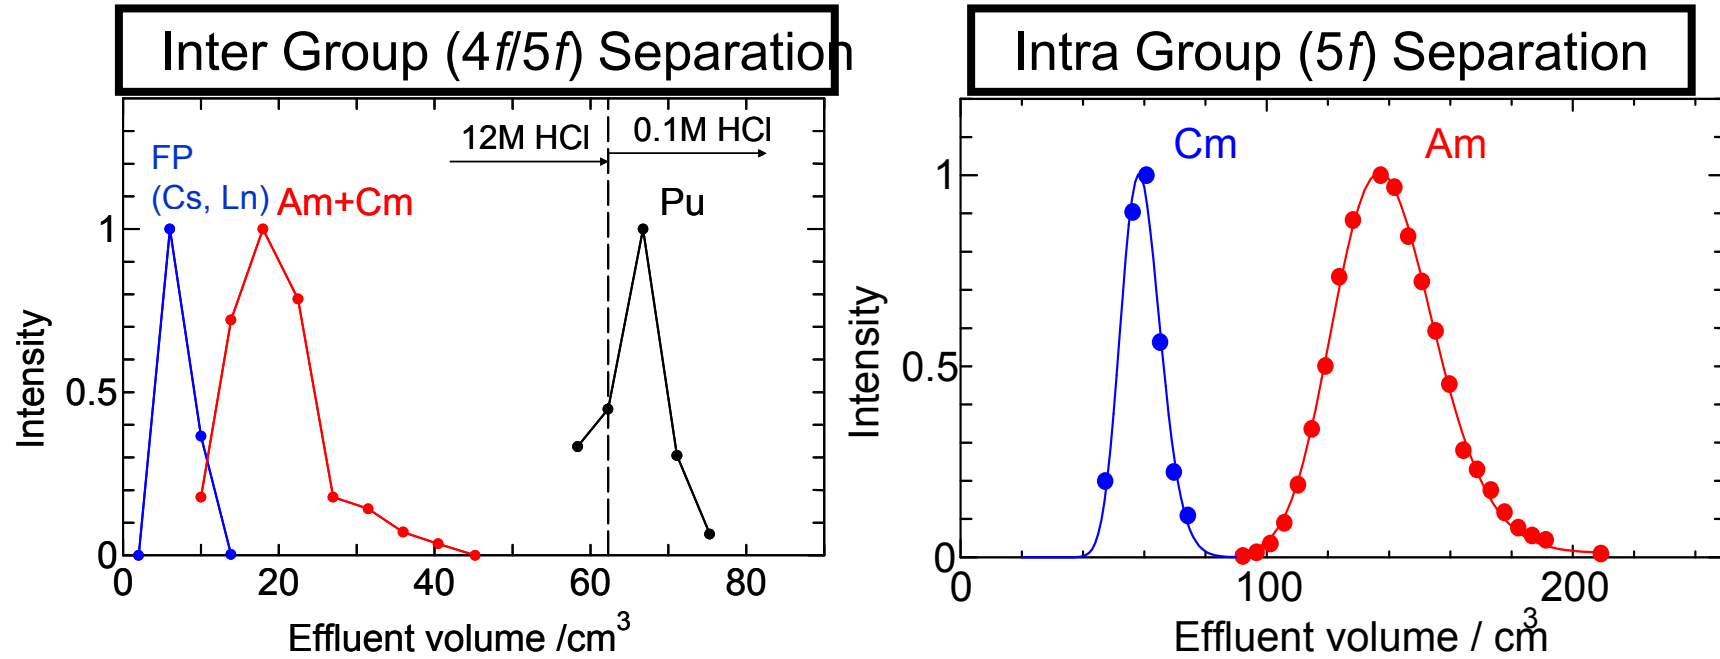 Inter Group (4f/5f) Separation
12M HCl
0.1M HCl
FP
(Cs, Ln)
Am+Cm
Pu
1
0.5
0
Intensity
0 20 40 60 80
Effluent volume /cm3
Intra Group (5f) Separation
Cm
Am
1
0.5
0
Intensity
0 100 200
Effluent volume / cm3